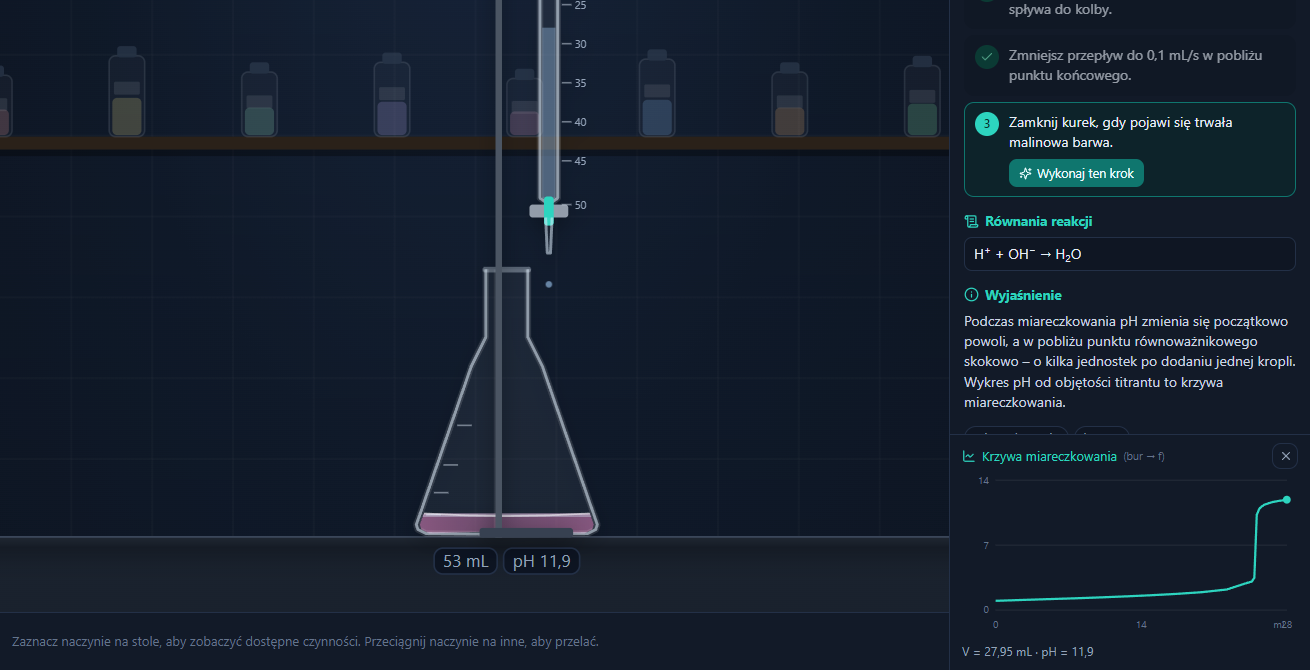 25
30
35
40
45
50
53 mL
pH 11,9
Zaznacz naczynie na stole, aby zobaczyć dostępne czynności. Przeciągnij naczynie na inne, aby przelać.
spływa do kolby.
Zmniejsz przepływ do 0,1 mL/s w pobliżu
punktu końcowego.
3
Zamknij kurek, gdy pojawi się trwała
malinowa barwa.
Wykonaj ten krok
Równania reakcji
H⁺ + OH⁻ → H₂O
Wyjaśnienie
Podczas miareczkowania pH zmienia się początkowo
powoli, a w pobliżu punktu równoważnikowego
skokowo – o kilka jednostek po dodaniu jednej kropli.
Wykres pH od objętości titrantu to krzywa
miareczkowania.
Krzywa miareczkowania (bur → f)
14
7
0
0
14
28
V = 27,95 mL · pH = 11,9